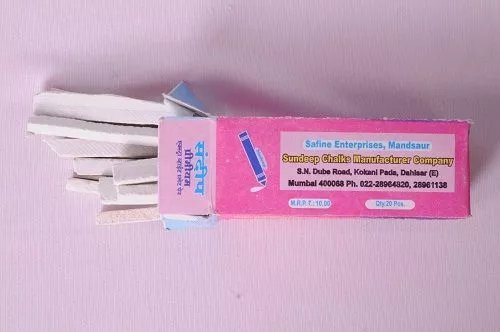 संदीप
प्रीमीयम
Safine Enterprises, Mandsaur
Sundeep Chalks Manufacturer Company
S.N. Dube Road, Kokani Pada, Dahisar (E)
Mumbai 400068 Ph. 022-28964820, 28961138
M.R.P. ₹.: 10.00
Qty.20 Pcs.